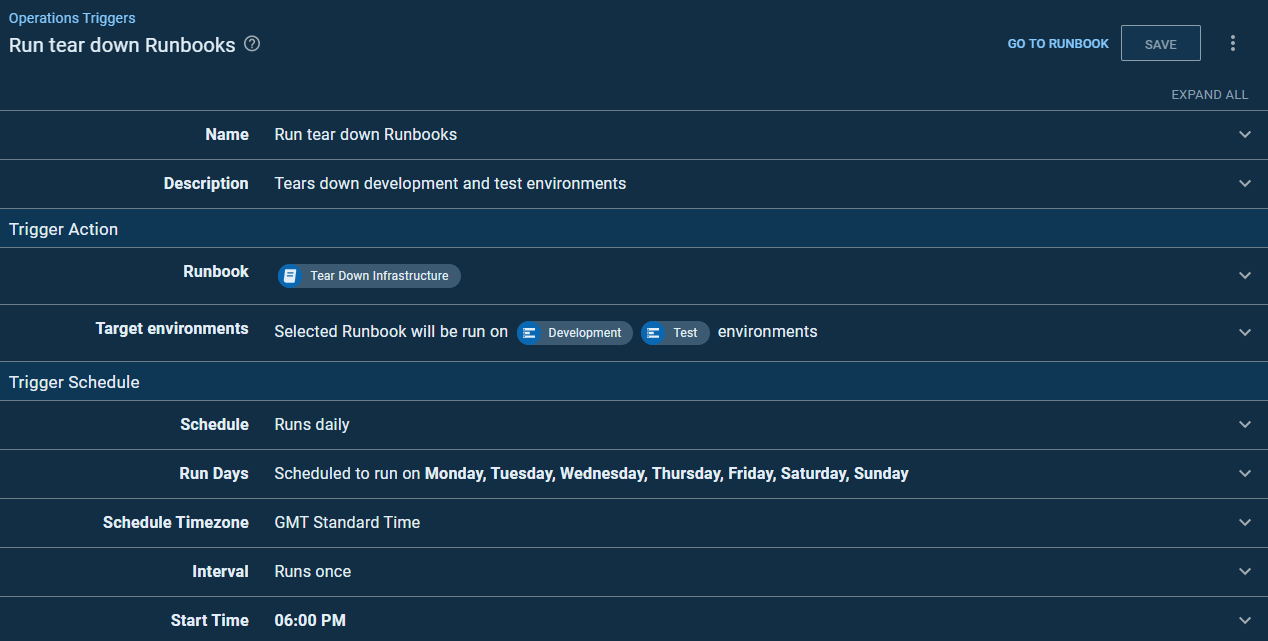 Operations Triggers
Run tear down Runbooks
GO TO RUNBOOK
SAVE
EXPAND ALL
Name Run tear down Runbooks
Description Tears down development and test environments
Trigger Action
Runbook Tear Down Infrastructure
Target environments Selected Runbook will be run on Development Test environments
Trigger Schedule
Schedule Runs daily
Run Days Scheduled to run on Monday, Tuesday, Wednesday, Thursday, Friday, Saturday, Sunday
Schedule Timezone GMT Standard Time
Interval Runs once
Start Time 06:00 PM